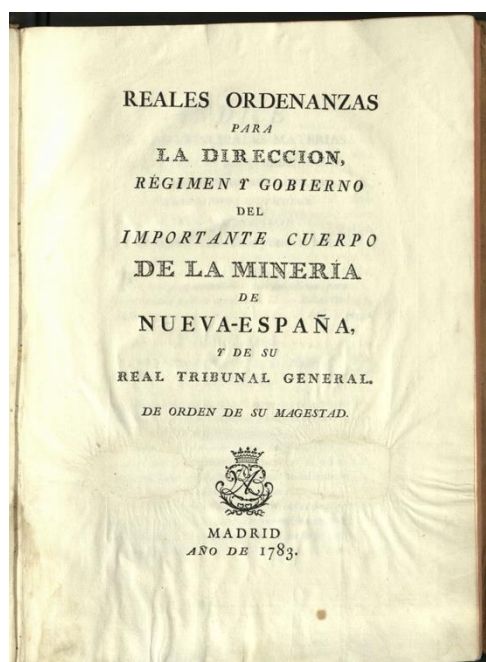 REALES ORDENANZAS
PARA
LA DIRECCION,
RÉGIMEN Y GOBIERNO
DEL
IMPORTANTE CUERPO
DE LA MINERÍA
DE
NUEVA-ESPAÑA,
Y DE SU
REAL TRIBUNAL GENERAL.
DE ORDEN DE SU MAGESTAD.
MADRID
AÑO DE 1783.